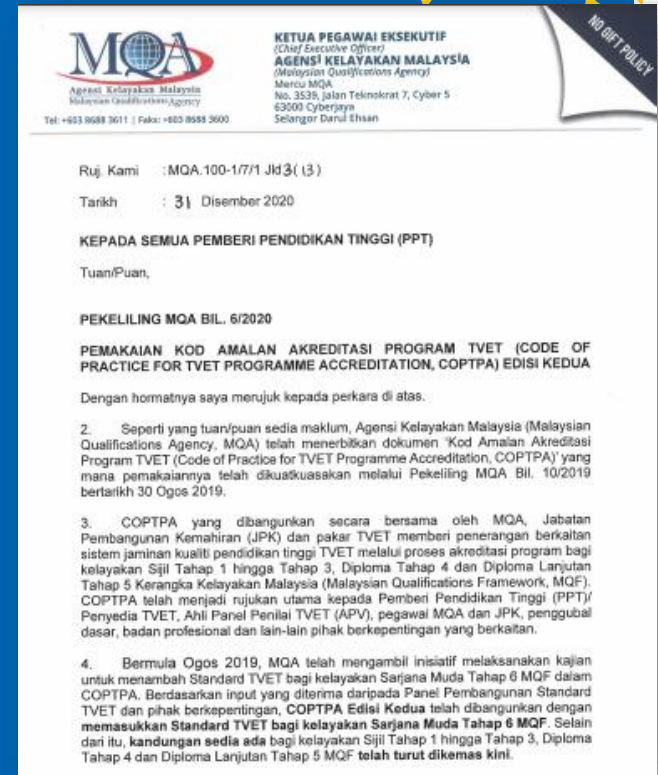 NO GIFT POLICY
MQA
Agensi Kelayakan Malaysia
Malaysian Qualifications Agency
Tel: +603 8688 3611 | Faks: +603 8688 3600
KETUA PEGAWAI EKSEKUTIF
(Chief Executive Officer)
AGENSI KELAYAKAN MALAYSIA
(Malaysian Qualifications Agency)
Mercu MQA
No. 3539, Jalan Teknokrat 7, Cyber 5
63000 Cyberjaya
Selangor Darul Ehsan
Ruj. Kami : MQA.100-1/7/1 Jld 3(13)
Tarikh : 31 Disember 2020
KEPADA SEMUA PEMBERI PENDIDIKAN TINGGI (PPT)
Tuan/Puan,
PEKELILING MQA BIL. 6/2020
PEMAKAIAN KOD AMALAN AKREDITASI PROGRAM TVET (CODE OF
PRACTICE FOR TVET PROGRAMME ACCREDITATION, COPTPA) EDISI KEDUA
Dengan hormatnya saya merujuk kepada perkara di atas.
2. Seperti yang tuan/puan sedia maklum, Agensi Kelayakan Malaysia (Malaysian
Qualifications Agency, MQA) telah menerbitkan dokumen 'Kod Amalan Akreditasi
Program TVET (Code of Practice for TVET Programme Accreditation, COPTPA)' yang
mana pemakaiannya telah dikuatkuasakan melalui Pekeliling MQA Bil. 10/2019
bertarikh 30 Ogos 2019.
3. COPTPA yang dibangunkan secara bersama oleh MQA, Jabatan
Pembangunan Kemahiran (JPK) dan pakar TVET memberi penerangan berkaitan
sistem jaminan kualiti pendidikan tinggi TVET melalui proses akreditasi program bagi
kelayakan Sijil Tahap 1 hingga Tahap 3, Diploma Tahap 4 dan Diploma Lanjutan
Tahap 5 Kerangka Kelayakan Malaysia (Malaysian Qualifications Framework, MQF).
COPTPA telah menjadi rujukan utama kepada Pemberi Pendidikan Tinggi (PPT)/
Penyedia TVET, Ahli Panel Penilai TVET (APV), pegawai MQA dan JPK, penggubal
dasar, badan profesional dan lain-lain pihak berkepentingan yang berkaitan.
4. Bermula Ogos 2019, MQA telah mengambil inisiatif melaksanakan kajian
untuk menambah Standard TVET bagi kelayakan Sarjana Muda Tahap 6 MQF dalam
COPTPA. Berdasarkan input yang diterima daripada Panel Pembangunan Standard
TVET dan pihak berkepentingan, COPTPA Edisi Kedua telah dibangunkan dengan
memasukkan Standard TVET bagi kelayakan Sarjana Muda Tahap 6 MQF. Selain
dari itu, kandungan sedia ada bagi kelayakan Sijil Tahap 1 hingga Tahap 3, Diploma
Tahap 4 dan Diploma Lanjutan Tahap 5 MQF telah turut dikemas kini.